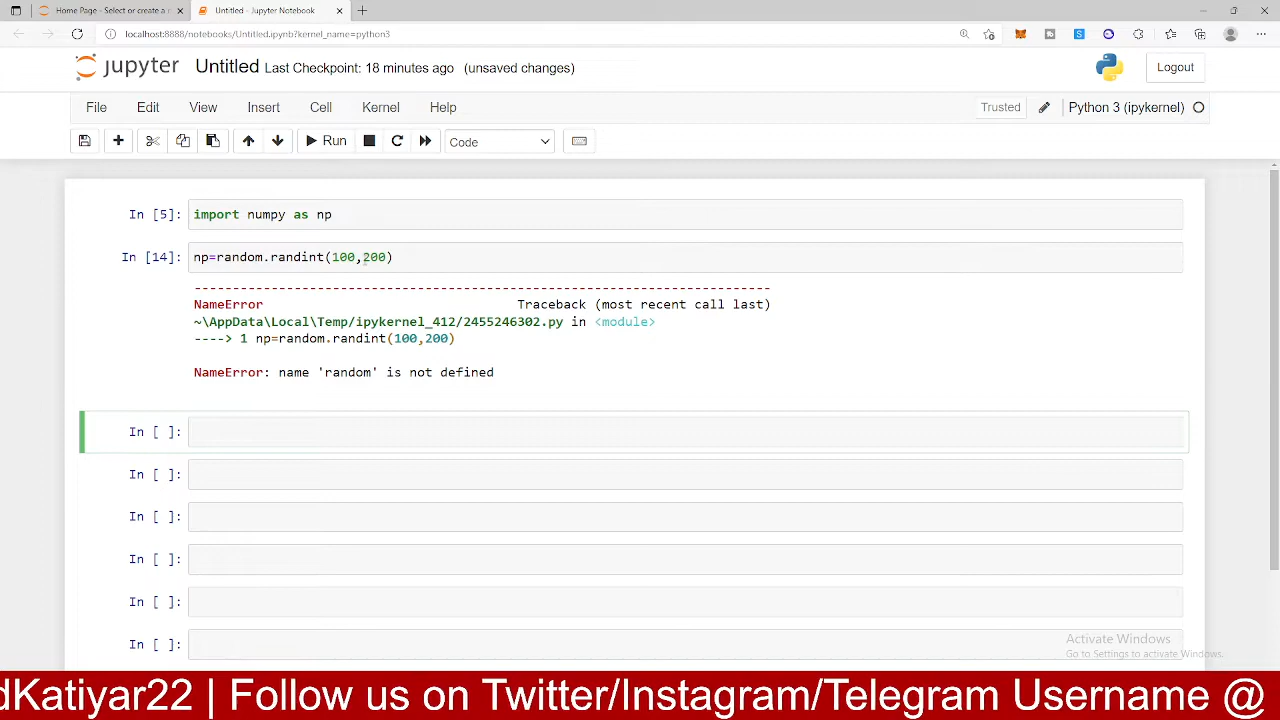 Home Page - Select or create a n
Untitled - Jupyter Notebook
localhost:8888/notebooks/Untitled.ipynb?kernel_name=python3
jupyter Untitled Last Checkpoint: 18 minutes ago (unsaved changes)
Logout
File Edit View Insert Cell Kernel Help
Trusted
Python 3 (ipykernel)
Run
Code
In [5]: import numpy as np
In [14]: np=random.randint(100,200)
---------------------------------------------------------------------------
NameError Traceback (most recent call last)
~\AppData\Local\Temp/ipykernel_412/2455246302.py in <module>
----> 1 np=random.randint(100,200)
NameError: name 'random' is not defined
In [ ]:
In [ ]:
In [ ]:
In [ ]:
In [ ]:
In [ ]:
Activate Windows
Go to Settings to activate Windows.
dKatiyar22 | Follow us on Twitter/Instagram/Telegram Username @